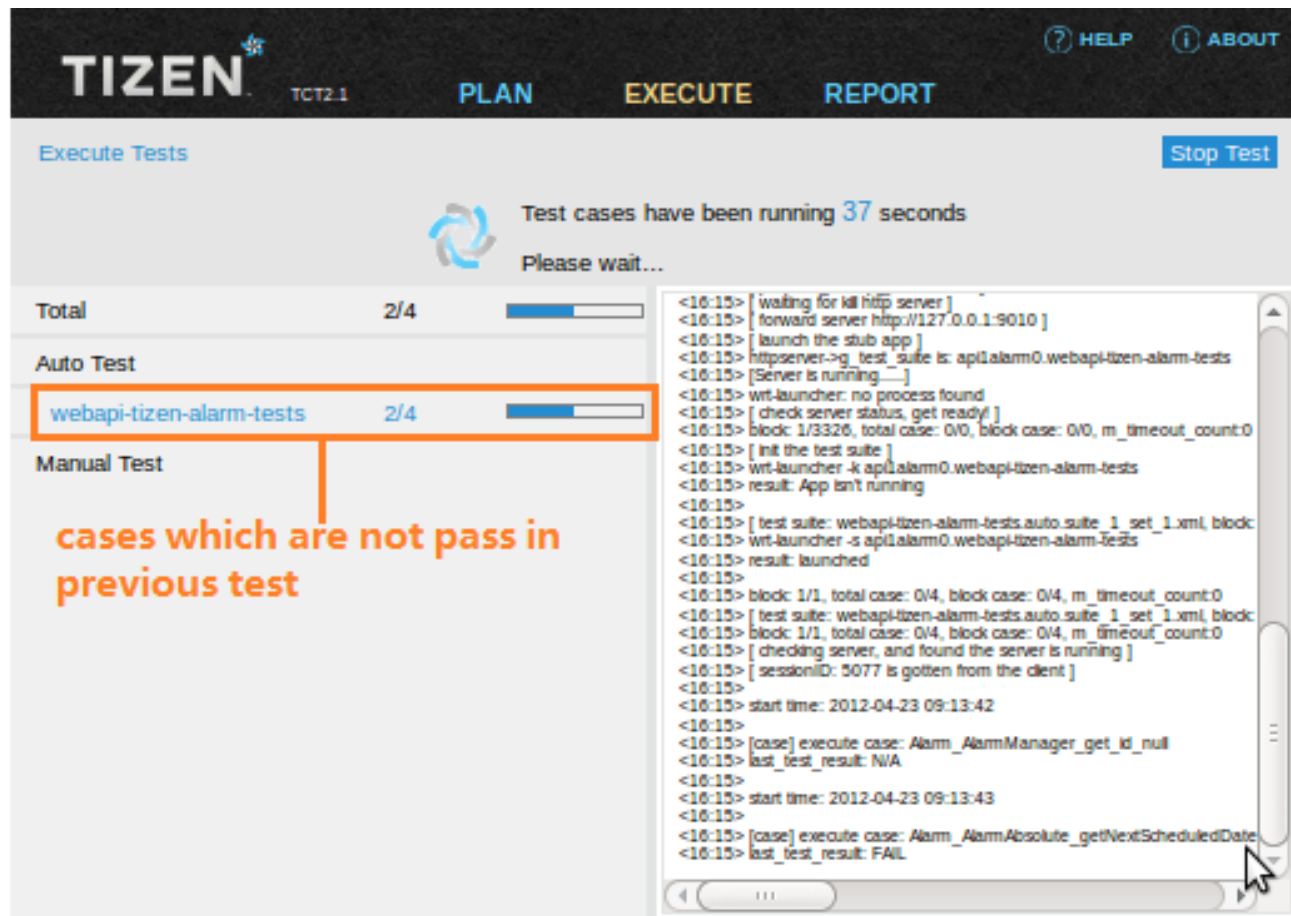 HELP
ABOUT
TIZEN
TCT2.1
PLAN
EXECUTE
REPORT
Execute Tests
Stop Test
Test cases have been running 37 seconds
Please wait...
Total 2/4
Auto Test
webapi-tizen-alarm-tests 2/4
Manual Test
cases which are not pass in
previous test
<16:15> [ waiting for kill http server ]
<16:15> [ forward server http://127.0.0.1:9010 ]
<16:15> [ launch the stub app ]
<16:15> httpserver->g_test_suite is: api1alarm0.webapi-tizen-alarm-tests
<16:15> [Server is running.....]
<16:15> wrt-launcher: no process found
<16:15> [ check server status, get ready! ]
<16:15> block: 1/3326, total case: 0/0, block case: 0/0, m_timeout_count:0
<16:15> [ init the test suite ]
<16:15> wrt-launcher -k api1alarm0.webapi-tizen-alarm-tests
<16:15> result: App isn't running
<16:15>
<16:15> [ test suite: webapi-tizen-alarm-tests.auto.suite_1_set_1.xml, block:
<16:15> wrt-launcher -s api1alarm0.webapi-tizen-alarm-tests
<16:15> result: launched
<16:15>
<16:15> block: 1/1, total case: 0/4, block case: 0/4, m_timeout_count:0
<16:15> [ test suite: webapi-tizen-alarm-tests.auto.suite_1_set_1.xml, block:
<16:15> block: 1/1, total case: 0/4, block case: 0/4, m_timeout_count:0
<16:15> [ checking server, and found the server is running ]
<16:15> [ sessionID: 5077 is gotten from the client ]
<16:15>
<16:15> start time: 2012-04-23 09:13:42
<16:15>
<16:15> [case] execute case: Alarm_AlarmManager_get_id_null
<16:15> last_test_result: N/A
<16:15>
<16:15> start time: 2012-04-23 09:13:43
<16:15>
<16:15> [case] execute case: Alarm_AlarmAbsolute_getNextScheduledDate
<16:15> last_test_result: FAIL